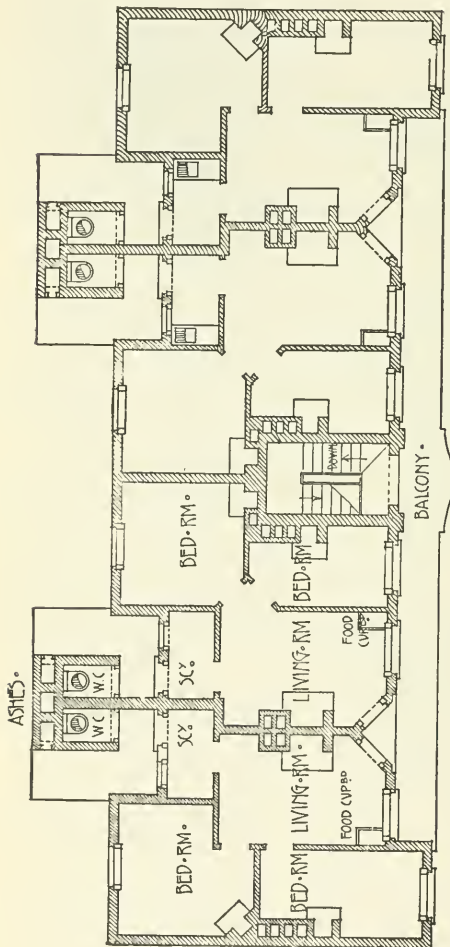 ASHES.
W.C
W.C
SCY.
SCY.
BED.RM.
BED.RM.
BED.RM
BED.RM
LIVING.RM
LIVING.RM
FOOD
CUPBD.
FOOD CUPBD
DOWN
BALCONY.